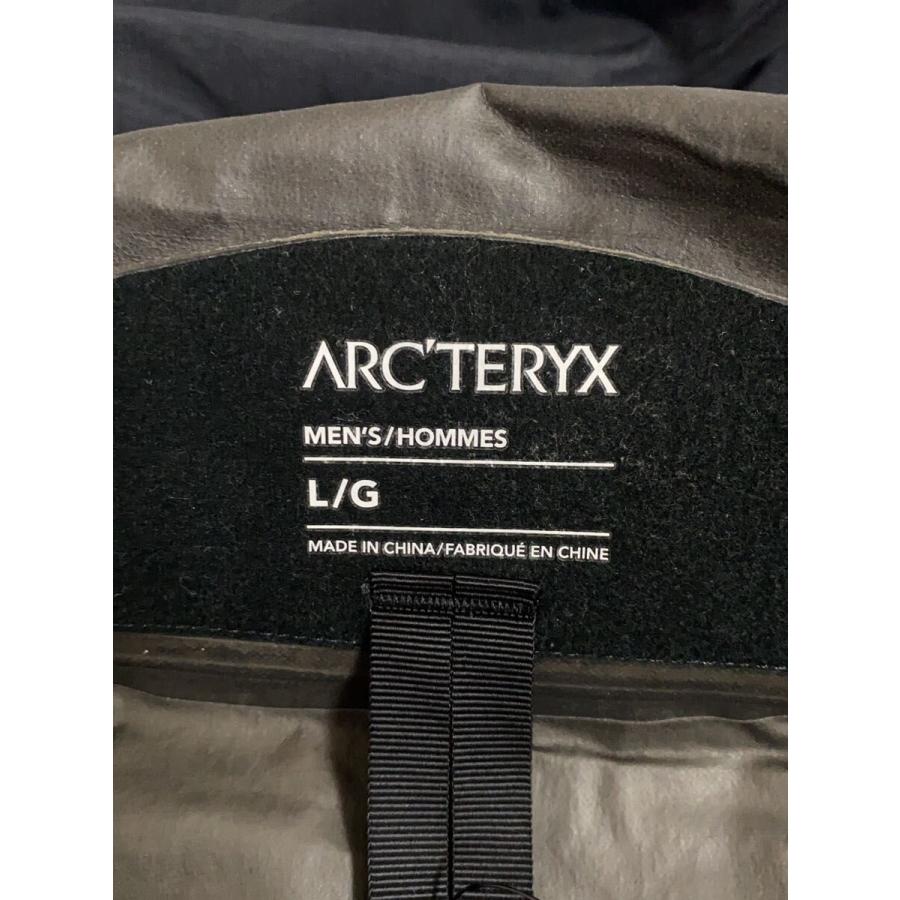 ARC'TERYX
MEN'S/HOMMES
L/G
MADE IN CHINA/FABRIQUÉ EN CHINE